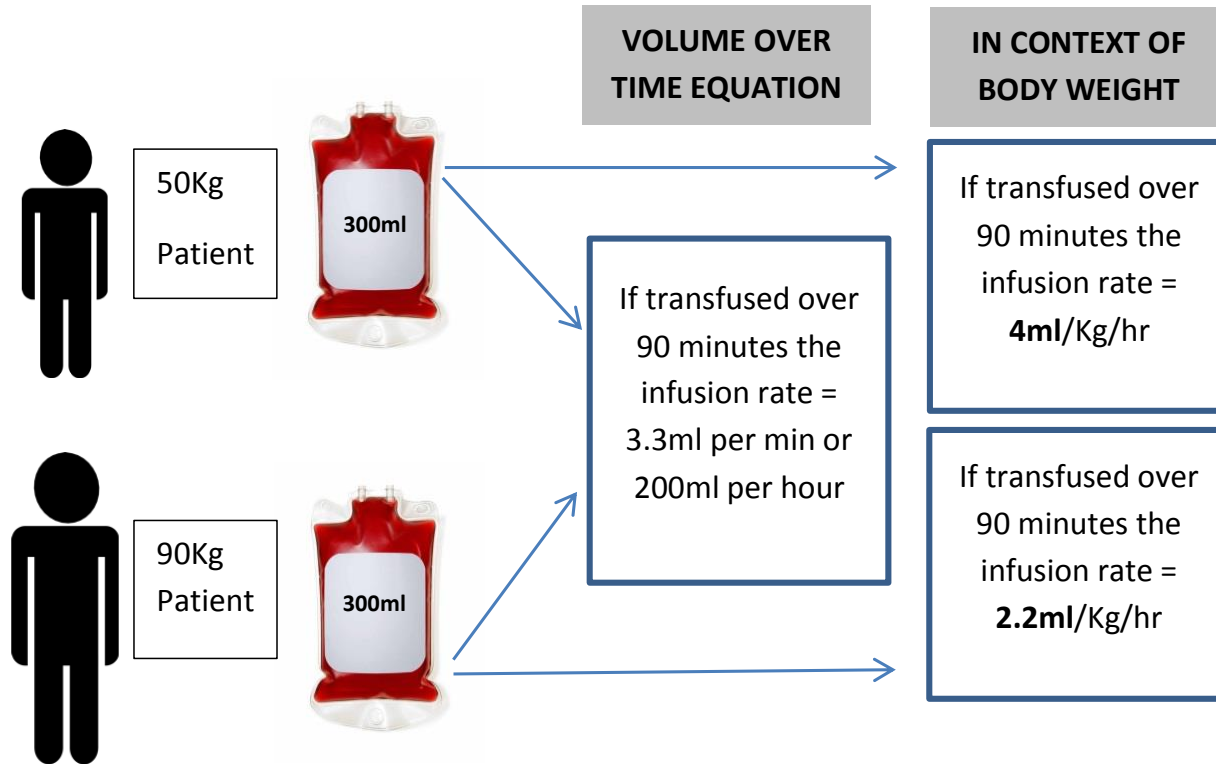 VOLUME OVER
TIME EQUATION
IN CONTEXT OF
BODY WEIGHT
50Kg
Patient
300ml
If transfused over
90 minutes the
infusion rate =
3.3ml per min or
200ml per hour
If transfused over
90 minutes the
infusion rate =
4ml/Kg/hr
90Kg
Patient
300ml
If transfused over
90 minutes the
infusion rate =
2.2ml/Kg/hr